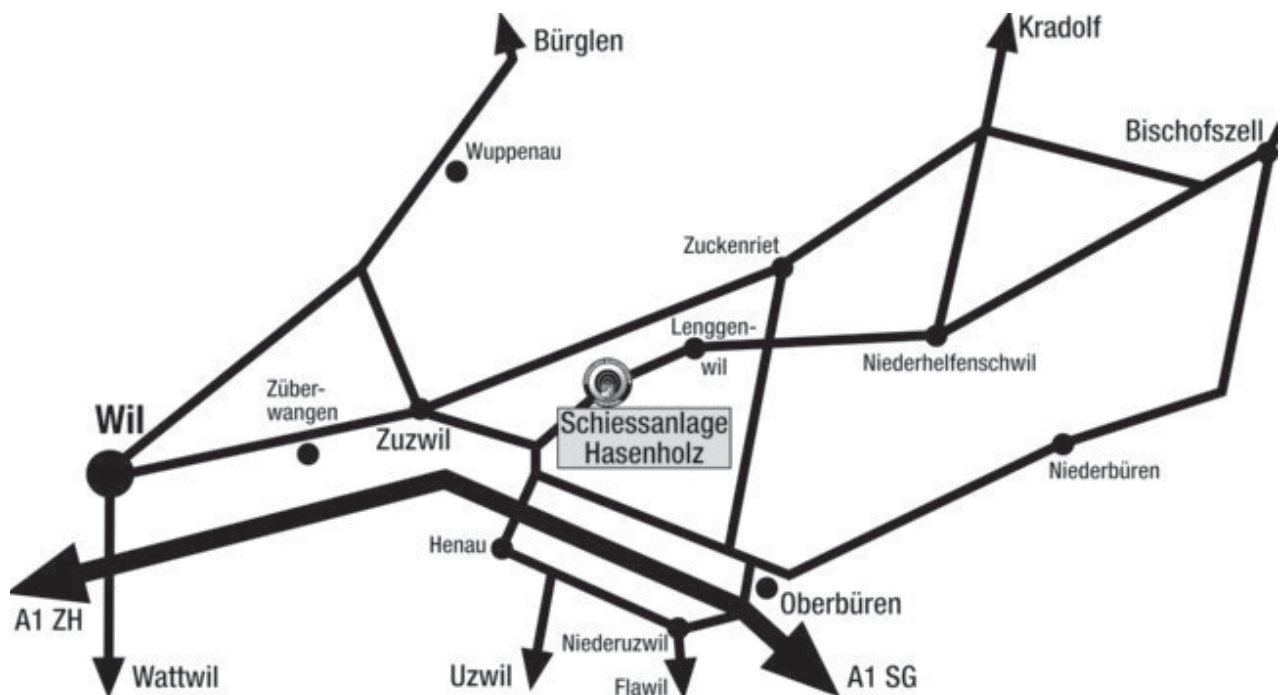 Bürglen
Kradolf
Bischofszell
Wuppenau
Zuckenriet
Lenggen-
wil
Niederhelfenschwil
Züber-
wangen
Wil
Zuzwil
Schiessanlage
Hasenholz
Niederbüren
Henau
Oberbüren
A1 ZH
Niederuzwil
Wattwil
Uzwil
Flawil
A1 SG